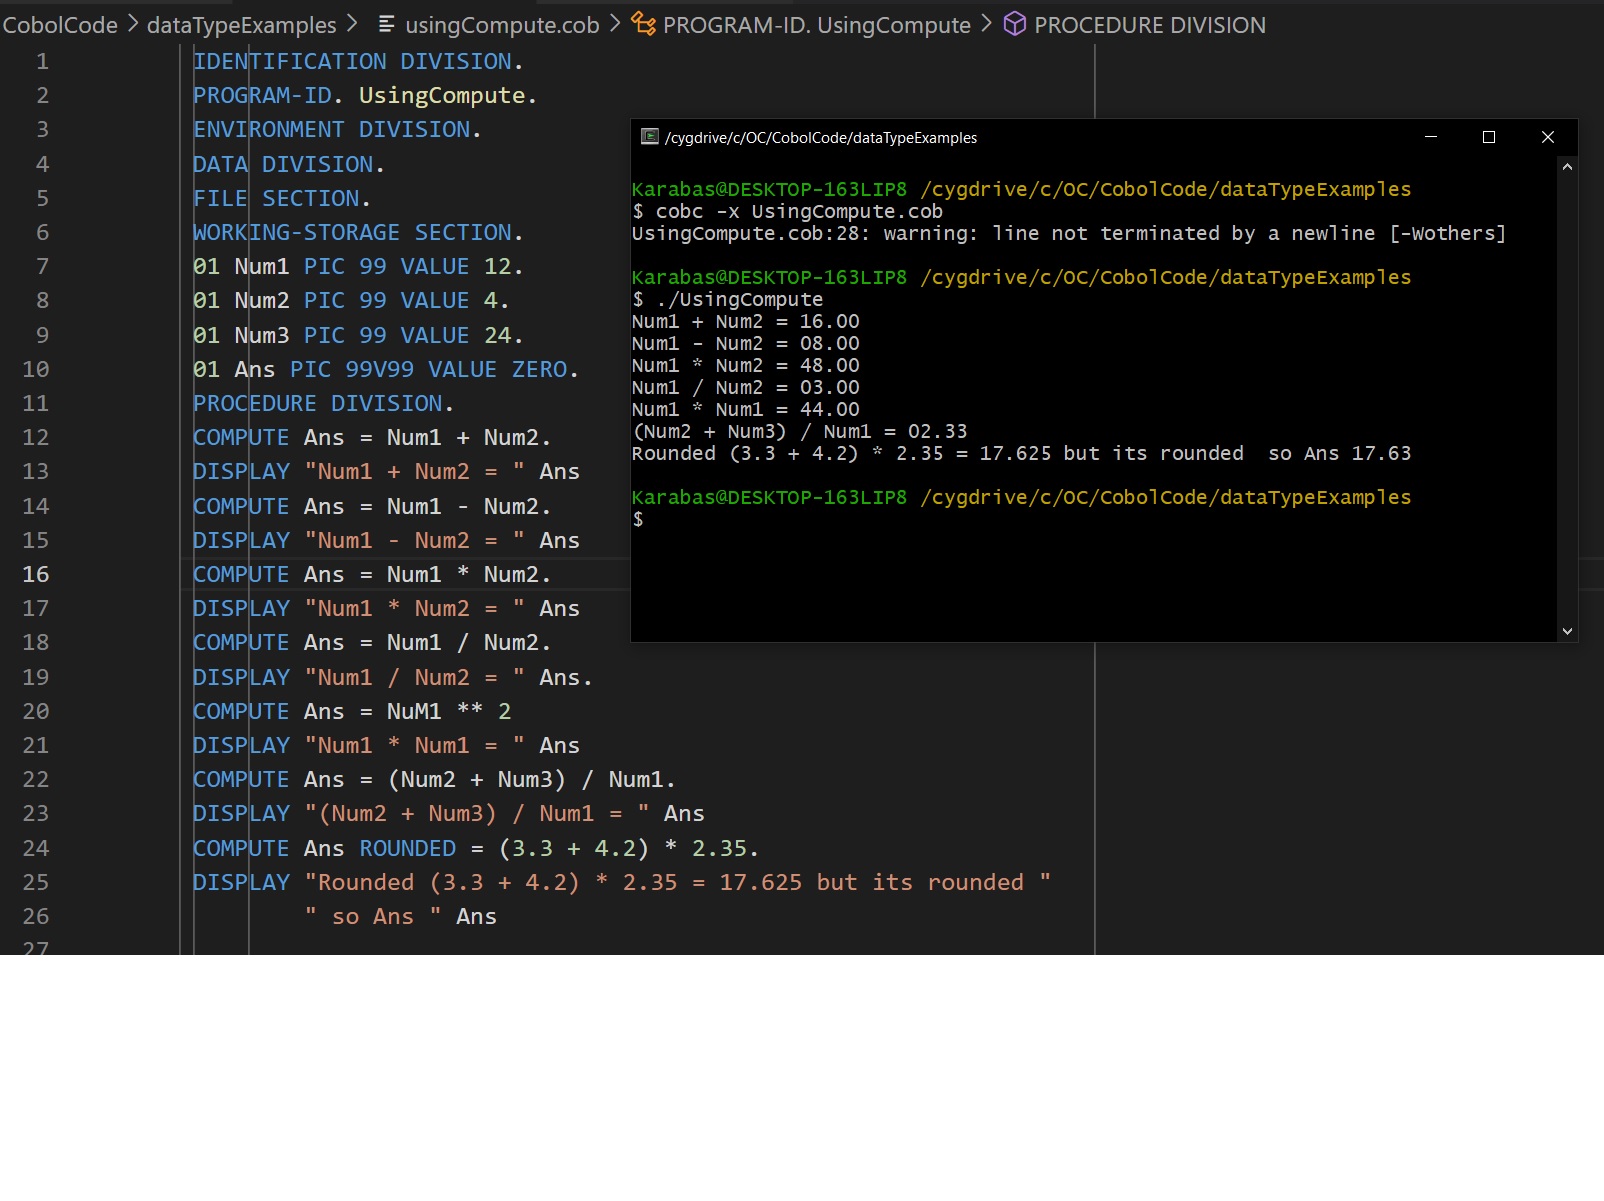 CobolCode > dataTypeExamples > usingCompute.cob > PROGRAM-ID. UsingCompute > PROCEDURE DIVISION
1 IDENTIFICATION DIVISION.
2 PROGRAM-ID. UsingCompute.
3 ENVIRONMENT DIVISION.
4 DATA DIVISION.
5 FILE SECTION.
6 WORKING-STORAGE SECTION.
7 01 Num1 PIC 99 VALUE 12.
8 01 Num2 PIC 99 VALUE 4.
9 01 Num3 PIC 99 VALUE 24.
10 01 Ans PIC 99V99 VALUE ZERO.
11 PROCEDURE DIVISION.
12 COMPUTE Ans = Num1 + Num2.
13 DISPLAY "Num1 + Num2 = " Ans
14 COMPUTE Ans = Num1 - Num2.
15 DISPLAY "Num1 - Num2 = " Ans
16 COMPUTE Ans = Num1 * Num2.
17 DISPLAY "Num1 * Num2 = " Ans
18 COMPUTE Ans = Num1 / Num2.
19 DISPLAY "Num1 / Num2 = " Ans.
20 COMPUTE Ans = NuM1 ** 2
21 DISPLAY "Num1 * Num1 = " Ans
22 COMPUTE Ans = (Num2 + Num3) / Num1.
23 DISPLAY "(Num2 + Num3) / Num1 = " Ans
24 COMPUTE Ans ROUNDED = (3.3 + 4.2) * 2.35.
25 DISPLAY "Rounded (3.3 + 4.2) * 2.35 = 17.625 but its rounded "
26 " so Ans " Ans
27
/cygdrive/c/OC/CobolCode/dataTypeExamples
Karabas@DESKTOP-163LIP8 /cygdrive/c/OC/CobolCode/dataTypeExamples
$ cobc -x UsingCompute.cob
UsingCompute.cob:28: warning: line not terminated by a newline [-Wothers]
Karabas@DESKTOP-163LIP8 /cygdrive/c/OC/CobolCode/dataTypeExamples
$ ./UsingCompute
Num1 + Num2 = 16.00
Num1 - Num2 = 08.00
Num1 * Num2 = 48.00
Num1 / Num2 = 03.00
Num1 * Num1 = 44.00
(Num2 + Num3) / Num1 = 02.33
Rounded (3.3 + 4.2) * 2.35 = 17.625 but its rounded  so Ans 17.63
Karabas@DESKTOP-163LIP8 /cygdrive/c/OC/CobolCode/dataTypeExamples
$